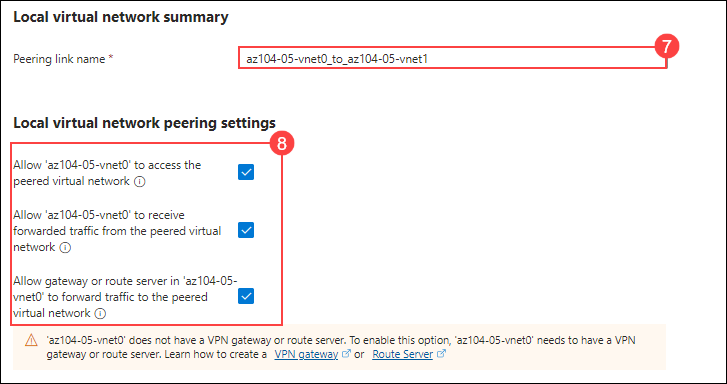 Local virtual network summary
7
Peering link name * az104-05-vnet0_to_az104-05-vnet1
Local virtual network peering settings
8
Allow 'az104-05-vnet0' to access the
peered virtual network
Allow 'az104-05-vnet0' to receive
forwarded traffic from the peered virtual
network
Allow gateway or route server in 'az104-05-
vnet0' to forward traffic to the peered
virtual network
'az104-05-vnet0' does not have a VPN gateway or route server. To enable this option, 'az104-05-vnet0' needs to have a VPN
gateway or route server. Learn how to create a VPN gateway or Route Server